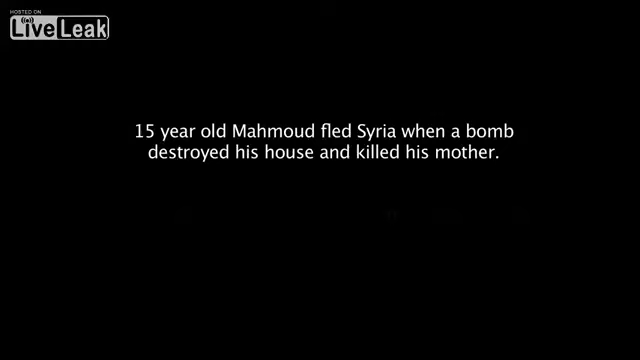 HOSTED ON
LiveLeak
15 year old Mahmoud fled Syria when a bomb
destroyed his house and killed his mother.